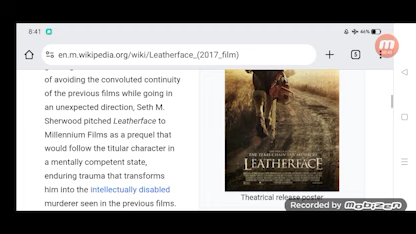 8:41
46%
en.m.wikipedia.org/wiki/Leatherface_(2017_film)
5
of avoiding the convoluted continuity
of the previous films while going in
an unexpected direction, Seth M.
Sherwood pitched Leatherface to
Millennium Films as a prequel that
would follow the titular character in
a mentally competent state,
enduring trauma that transforms
him into the intellectually disabled
murderer seen in the previous films.
LEATHERFACE
Theatrical release poster
Recorded by Mobizen